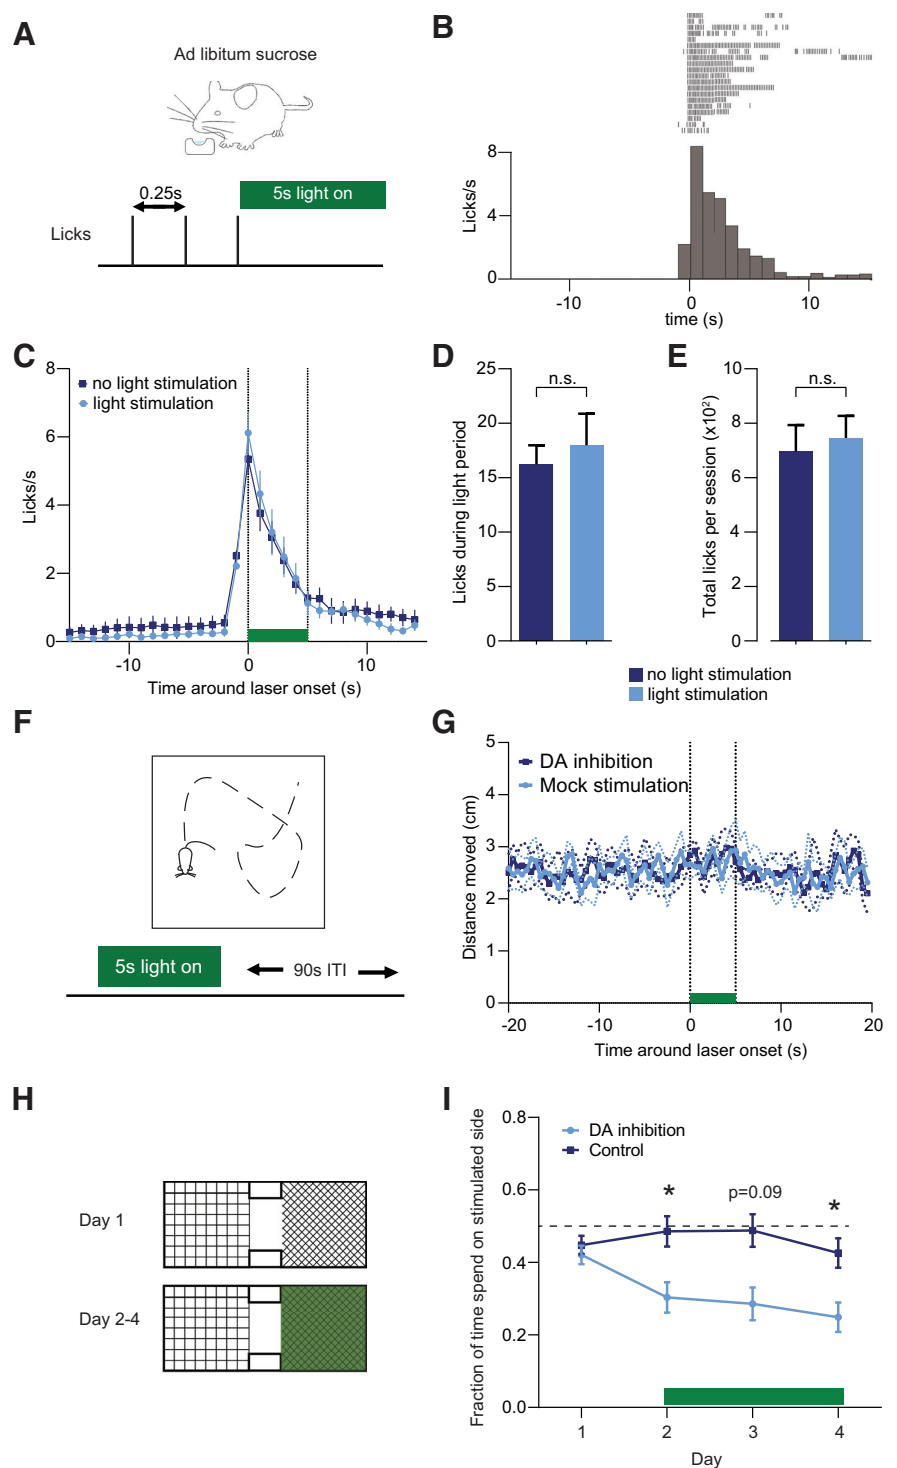 A
Ad libitum sucrose
0.25s
5s light on
Licks
B
Licks/s
8
4
0
-10
0
10
time (s)
C
8
6
4
2
0
no light stimulation
light stimulation
Licks/s
-10
0
10
Time around laser onset (s)
D
25
20
15
10
5
0
n.s.
Licks during light period
E
10
8
6
4
2
0
n.s.
Total licks per session (x10²)
no light stimulation
light stimulation
F
5s light on
90s ITI
G
5
4
3
2
1
0
DA inhibition
Mock stimulation
Distance moved (cm)
-20
-10
0
10
20
Time around laser onset (s)
H
Day 1
Day 2-4
I
0.8
0.6
0.4
0.2
0.0
DA inhibition
Control
*
p=0.09
*
Fraction of time spend on stimulated side
1
2
3
4
Day